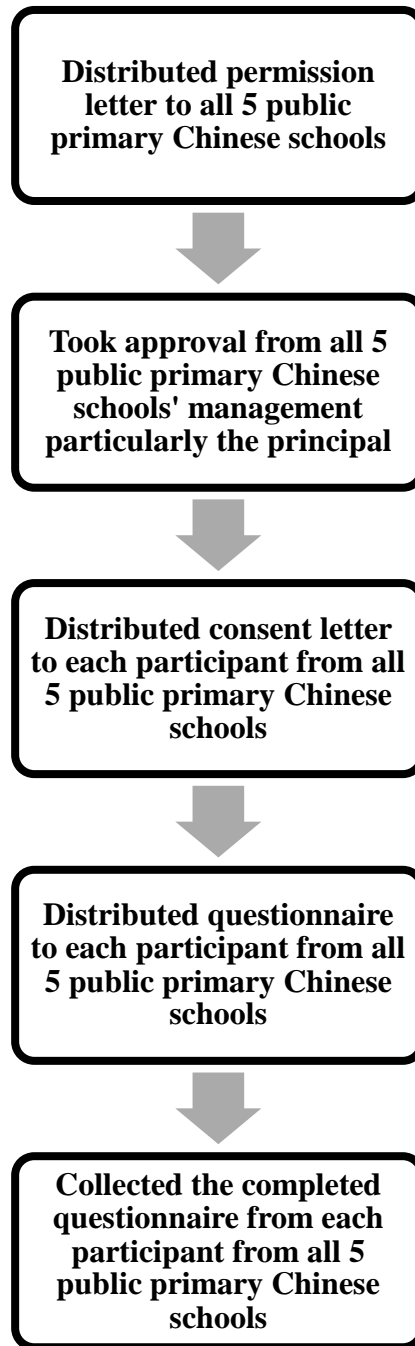 Distributed permission
letter to all 5 public
primary Chinese schools
Took approval from all 5
public primary Chinese
schools' management
particularly the principal
Distributed consent letter
to each participant from all
5 public primary Chinese
schools
Distributed questionnaire
to each participant from all
5 public primary Chinese
schools
Collected the completed
questionnaire from each
participant from all 5
public primary Chinese
schools